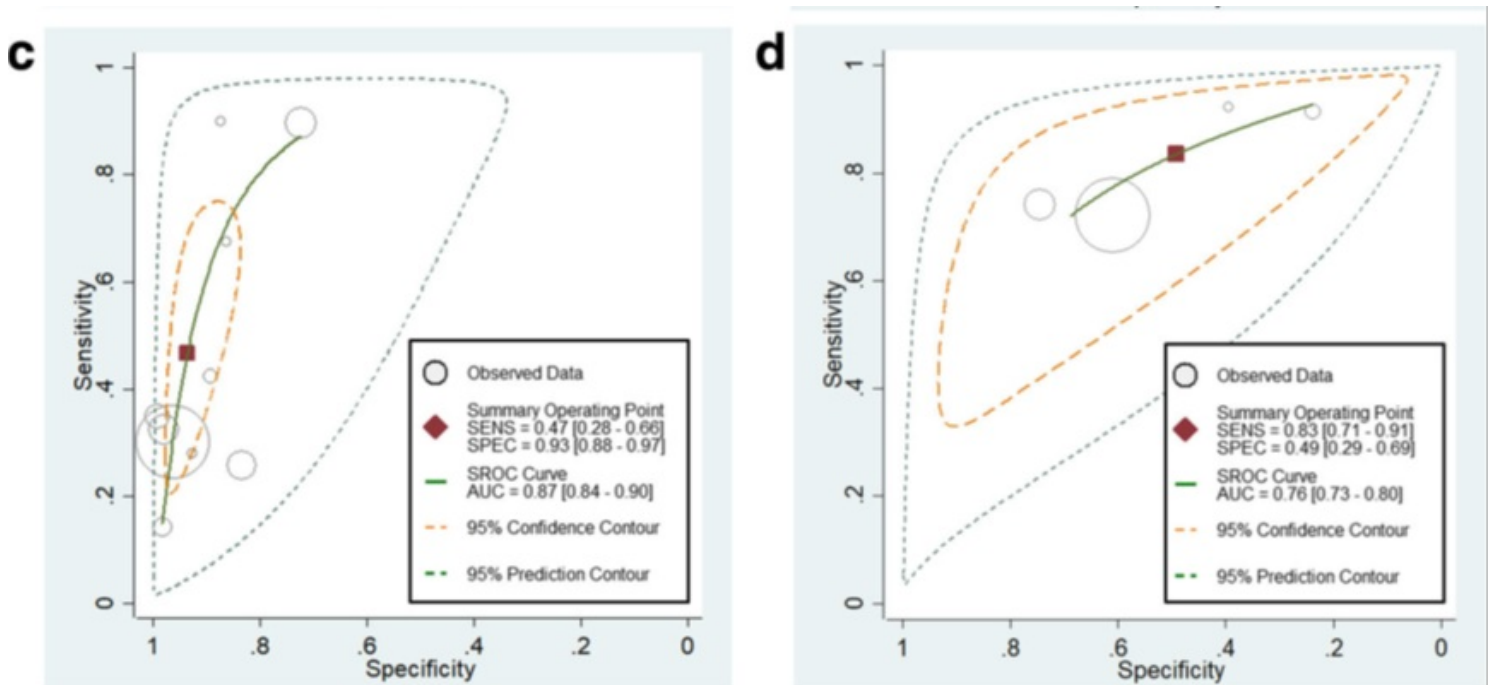 c
1
.8
.6
.4
.2
0
Sensitivity
1
.8
.6
.4
.2
0
Specificity
Observed Data
Summary Operating Point
SENS = 0.47 [0.28 - 0.66]
SPEC = 0.93 [0.88 - 0.97]
SROC Curve
AUC = 0.87 [0.84 - 0.90]
95% Confidence Contour
95% Prediction Contour
d
1
.8
.6
.4
.2
0
Sensitivity
1
.8
.6
.4
.2
0
Specificity
Observed Data
Summary Operating Point
SENS = 0.83 [0.71 - 0.91]
SPEC = 0.49 [0.29 - 0.69]
SROC Curve
AUC = 0.76 [0.73 - 0.80]
95% Confidence Contour
95% Prediction Contour